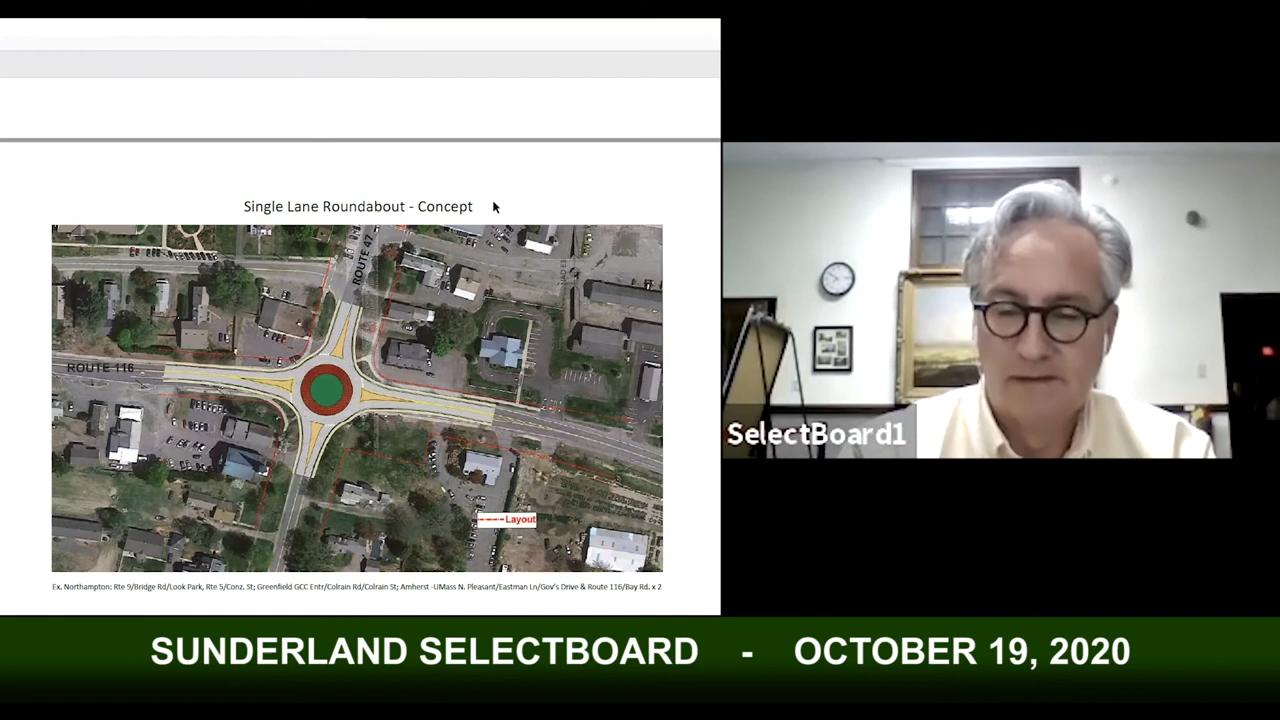 Single Lane Roundabout - Concept
ROUTE 47
ROUTE 116
Layout
Ex. Northampton: Rte 9/Bridge Rd/Look Park, Rte 5/Conz. St; Greenfield GCC Entr/Colrain Rd/Colrain St; Amherst -UMass N. Pleasant/Eastman Ln/Gov's Drive & Route 116/Bay Rd. x 2
SelectBoard1
SUNDERLAND SELECTBOARD - OCTOBER 19, 2020